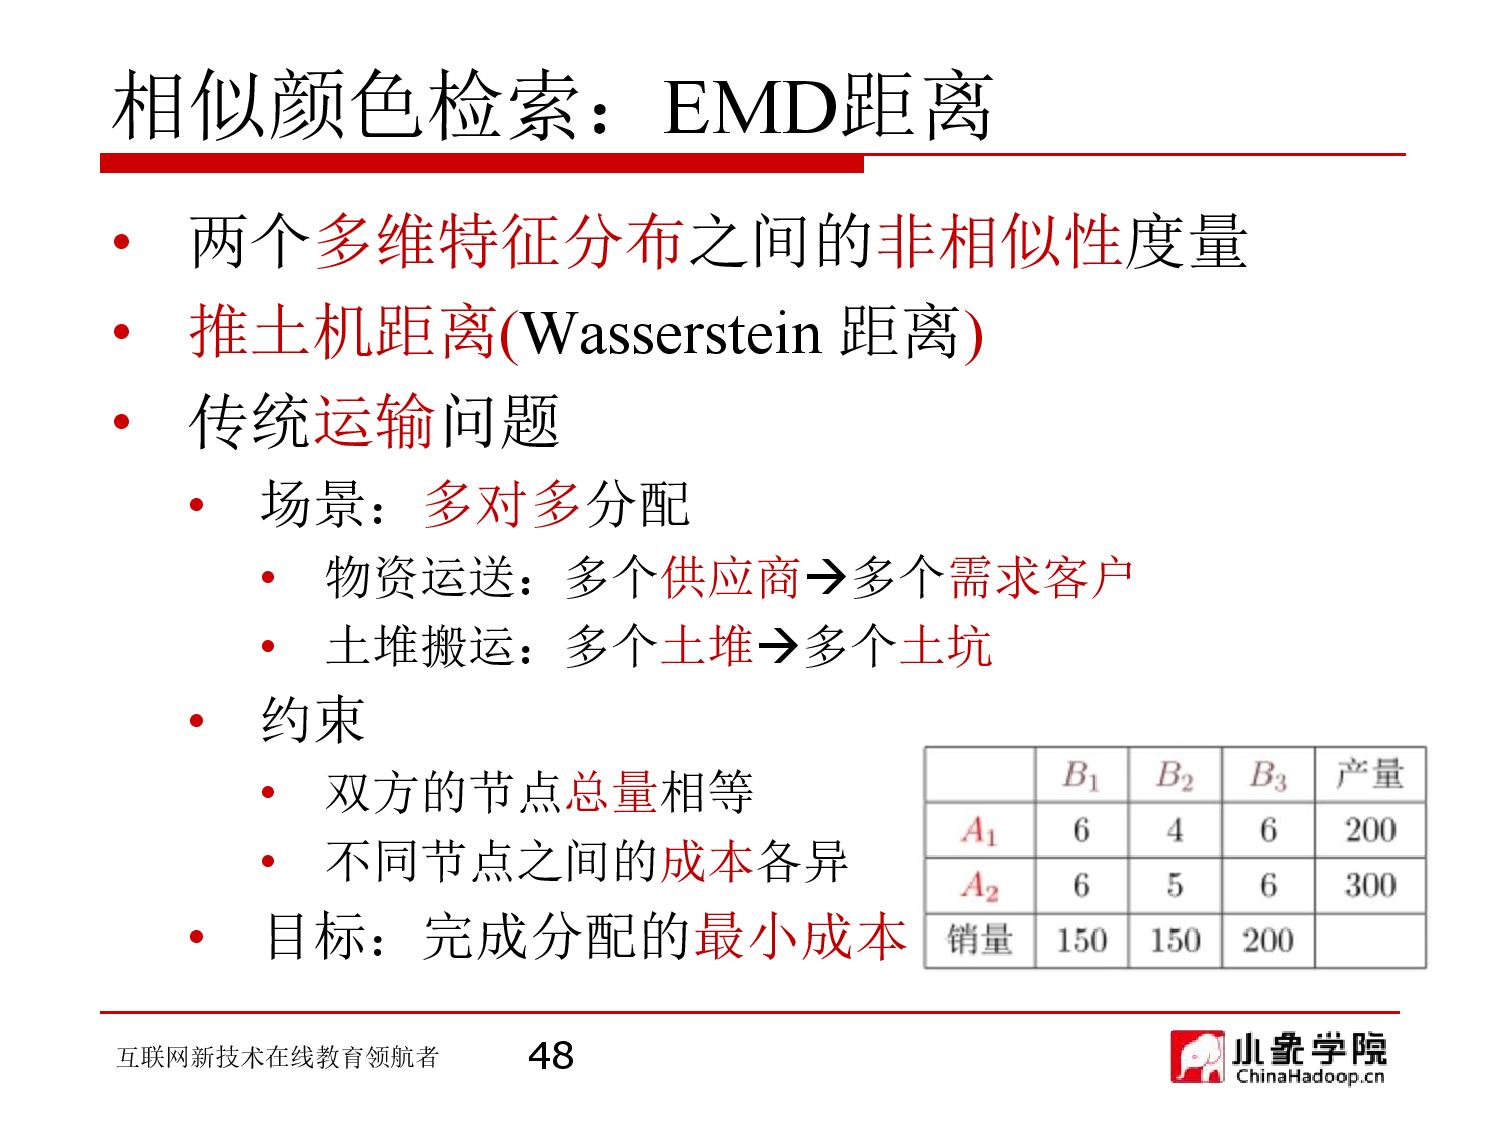 相似颜色检索：EMD距离
• 两个多维特征分布之间的非相似性度量
• 推土机距离(Wasserstein 距离)
• 传统运输问题
• 场景：多对多分配
• 物资运送：多个供应商→多个需求客户
• 土堆搬运：多个土堆→多个土坑
• 约束
• 双方的节点总量相等
• 不同节点之间的成本各异
• 目标：完成分配的最小成本
B₁ B₂ B₃ 产量
A₁ 6 4 6 200
A₂ 6 5 6 300
销量 150 150 200
互联网新技术在线教育领航者
48
小象学院
ChinaHadoop.cn